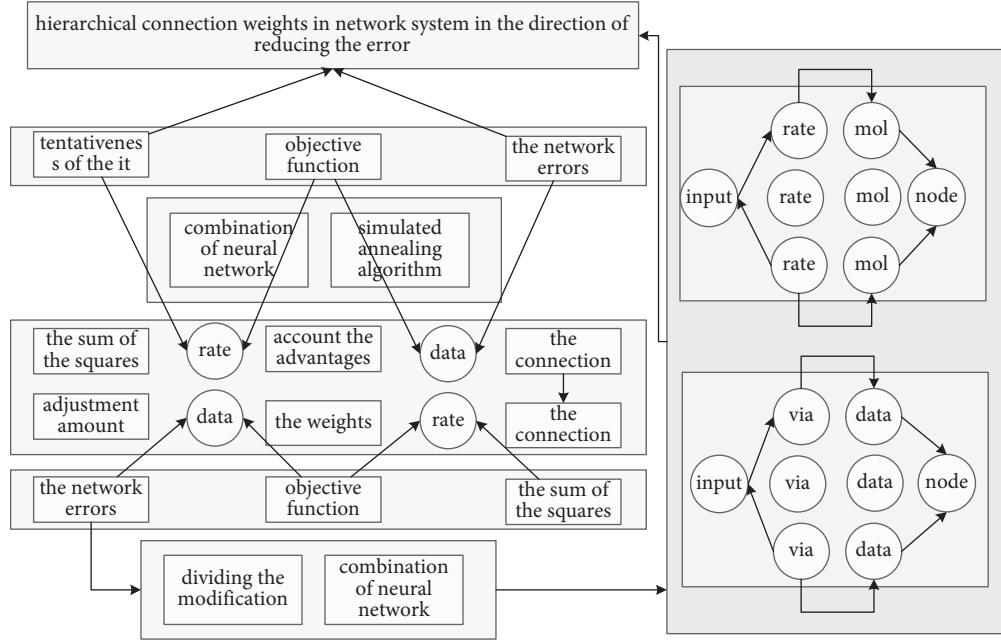 hierarchical connection weights in network system in the direction of
reducing the error
tentativenes
s of the it
objective
function
the network
errors
combination
of neural
network
simulated
annealing
algorithm
the sum of
the squares
rate
account the
advantages
data
the
connection
adjustment
amount
data
the weights
rate
the
connection
the network
errors
objective
function
the sum of
the squares
dividing the
modification
combination
of neural
network
rate
mol
input
rate
mol
node
rate
mol
via
data
input
via
data
node
via
data